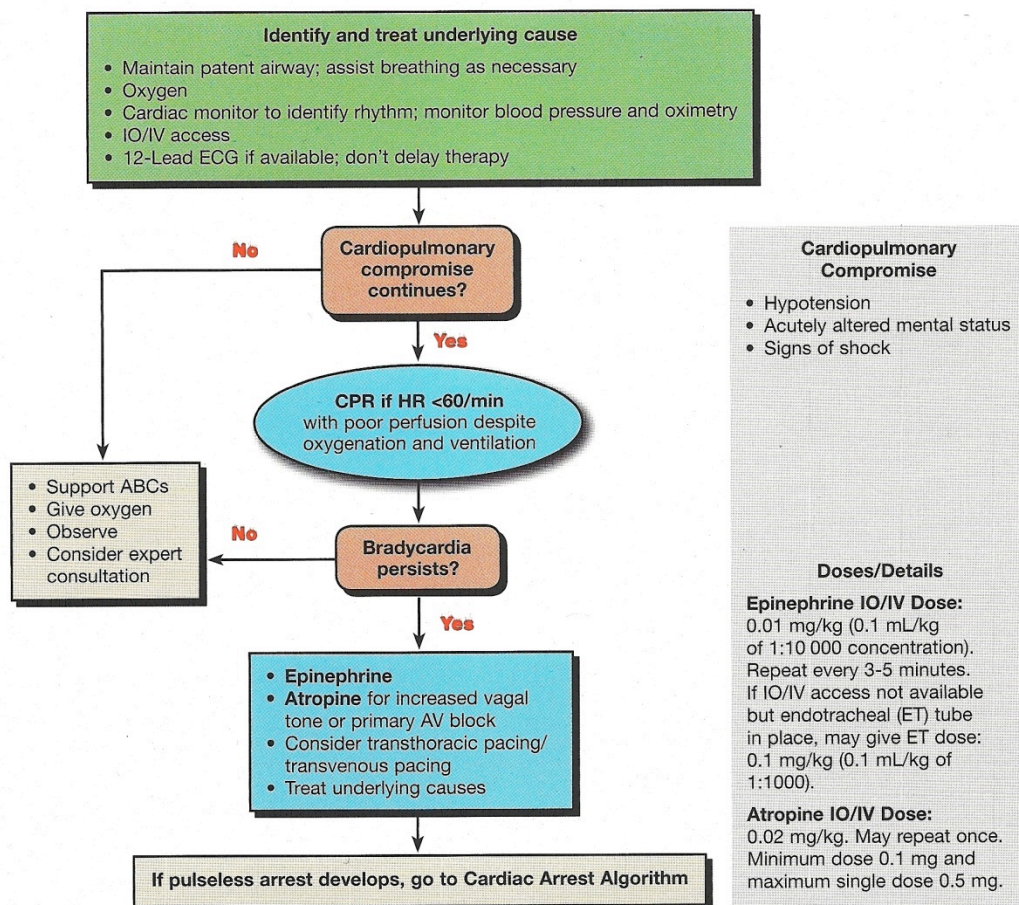 Identify and treat underlying cause
• Maintain patent airway; assist breathing as necessary
• Oxygen
• Cardiac monitor to identify rhythm; monitor blood pressure and oximetry
• IO/IV access
• 12-Lead ECG if available; don't delay therapy
No
Cardiopulmonary
compromise
continues?
Yes
CPR if HR <60/min
with poor perfusion despite
oxygenation and ventilation
• Support ABCs
• Give oxygen
• Observe
• Consider expert
consultation
No
Bradycardia
persists?
Yes
• Epinephrine
• Atropine for increased vagal
tone or primary AV block
• Consider transthoracic pacing/
transvenous pacing
• Treat underlying causes
If pulseless arrest develops, go to Cardiac Arrest Algorithm
Cardiopulmonary
Compromise
• Hypotension
• Acutely altered mental status
• Signs of shock
Doses/Details
Epinephrine IO/IV Dose:
0.01 mg/kg (0.1 mL/kg
of 1:10 000 concentration).
Repeat every 3-5 minutes.
If IO/IV access not available
but endotracheal (ET) tube
in place, may give ET dose:
0.1 mg/kg (0.1 mL/kg of
1:1000).
Atropine IO/IV Dose:
0.02 mg/kg. May repeat once.
Minimum dose 0.1 mg and
maximum single dose 0.5 mg.